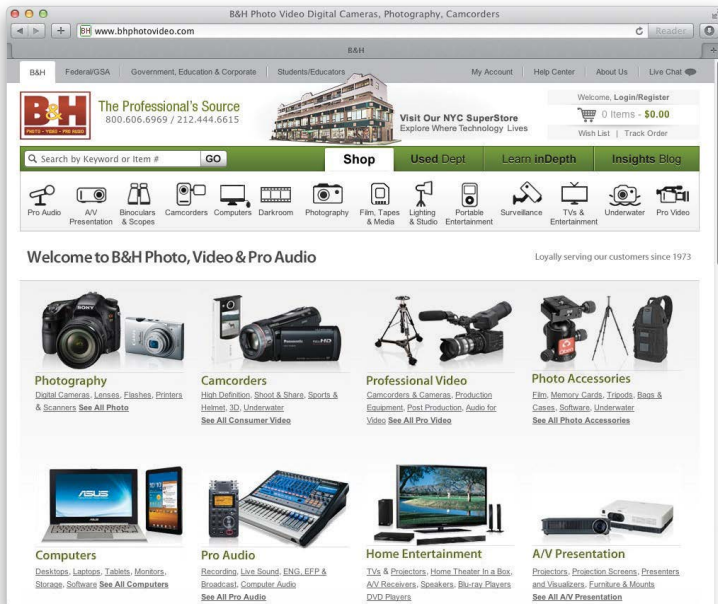 B&H Photo Video Digital Cameras, Photography, Camcorders
BH www.bhphotovideo.com
Reader
B&H
B&H Federal/GSA Government, Education & Corporate Students/Educators My Account Help Center About Us Live Chat
Welcome, Login/Register
B&H
PHOTO - VIDEO - PRO AUDIO
The Professional's Source
800.606.6969 / 212.444.6615
Visit Our NYC SuperStore
Explore Where Technology Lives
0 Items - $0.00
Wish List | Track Order
Search by Keyword or Item # GO
Shop Used Dept Learn inDepth Insights Blog
Pro Audio
A/V
Presentation
Binoculars
& Scopes
Camcorders
Computers
Darkroom
Photography
Film, Tapes
& Media
Lighting
& Studio
Portable
Entertainment
Surveillance
TVs &
Entertainment
Underwater
Pro Video
Welcome to B&H Photo, Video & Pro Audio
Loyally serving our customers since 1973
SONY
Photography
Digital Cameras, Lenses, Flashes, Printers
& Scanners See All Photo
Panasonic
HD
Camcorders
High Definition, Shoot & Share, Sports &
Helmet, 3D, Underwater
See All Consumer Video
Professional Video
Camcorders & Cameras, Production
Equipment, Post Production, Audio for
Video See All Pro Video
Photo Accessories
Film, Memory Cards, Tripods, Bags &
Cases, Software, Underwater
See All Photo Accessories
ASUS
Computers
Desktops, Laptops, Tablets, Monitors,
Storage, Software See All Computers
Pro Audio
Recording, Live Sound, ENG, EFP &
Broadcast, Computer Audio
See All Pro Audio
Home Entertainment
TVs & Projectors, Home Theater In a Box,
A/V Receivers, Speakers, Blu-ray Players
DVD Players
A/V Presentation
Projectors, Projection Screens, Presenters
and Visualizers, Furniture & Mounts
See All A/V Presentation